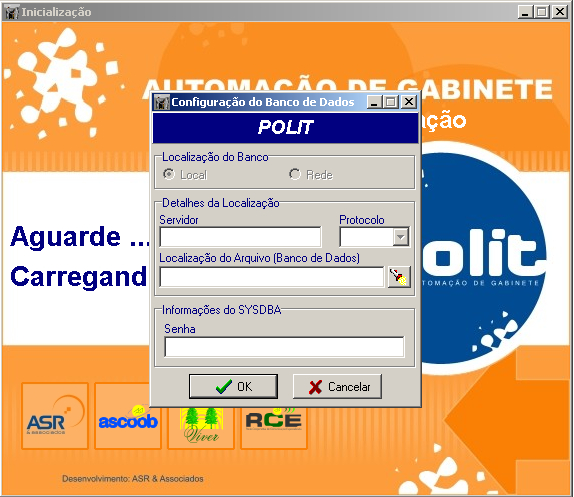 Inicialização
AUTOMAÇÃO DE GABINETE
ação
Configuração do Banco de Dados
POLIT
Localização do Banco
Local
Rede
Detalhes da Localização
Servidor
Protocolo
Localização do Arquivo (Banco de Dados)
Informações do SYSDBA
Senha
OK
Cancelar
Aguarde ...
Carregand
olit
AUTOMAÇÃO DE GABINETE
ASR
& ASSOCIADOS
ascoob
Viver
RCE
Desenvolvimento: ASR & Associados